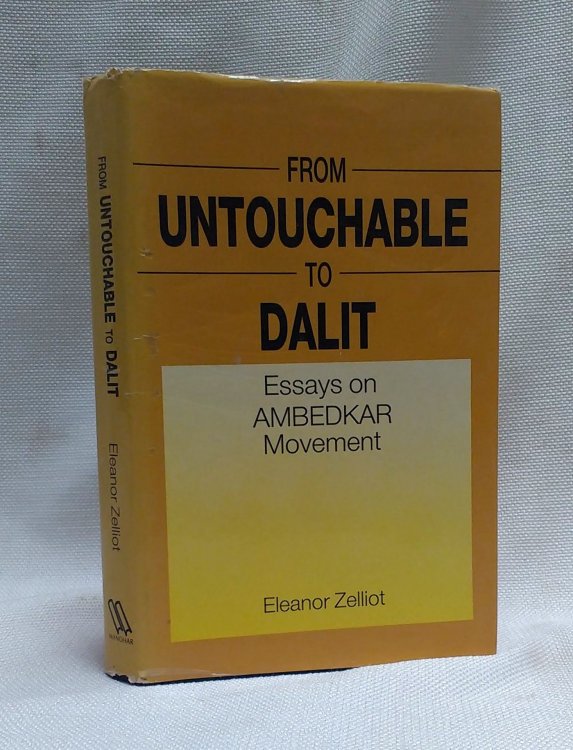 FROM
UNTOUCHABLE
TO
DALIT
Essays on
AMBEDKAR
Movement
Eleanor Zelliot
FROM UNTOUCHABLE TO DALIT
Eleanor Zelliot
MANOHAR